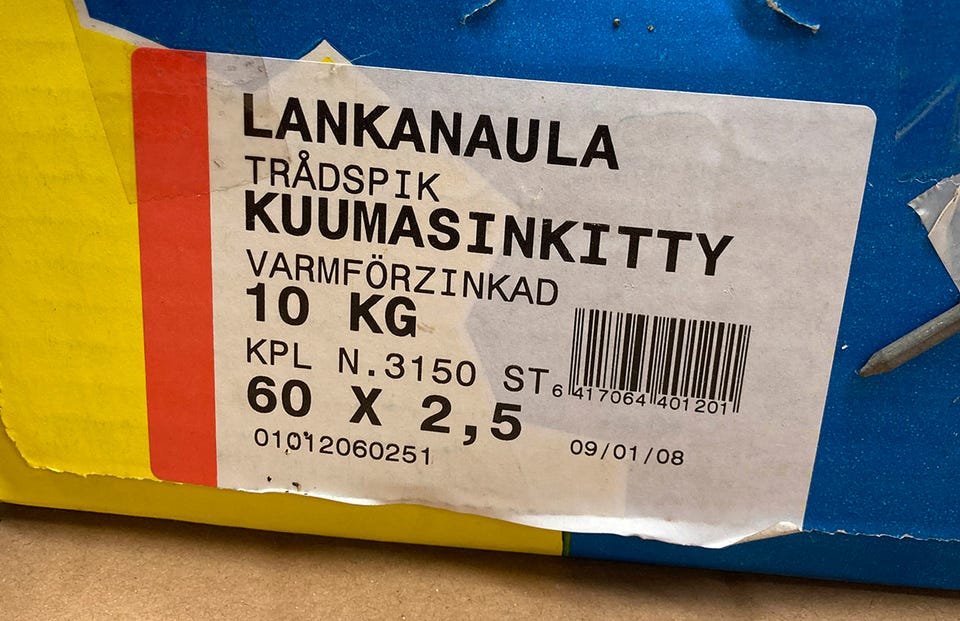 LANKANAULA
TRÅDSPIK
KUUMASINKITTY
VARMFÖRZINKAD
10 KG
KPL N.3150 ST
6 417064 401201
60 X 2,5
01012060251
09/01/08